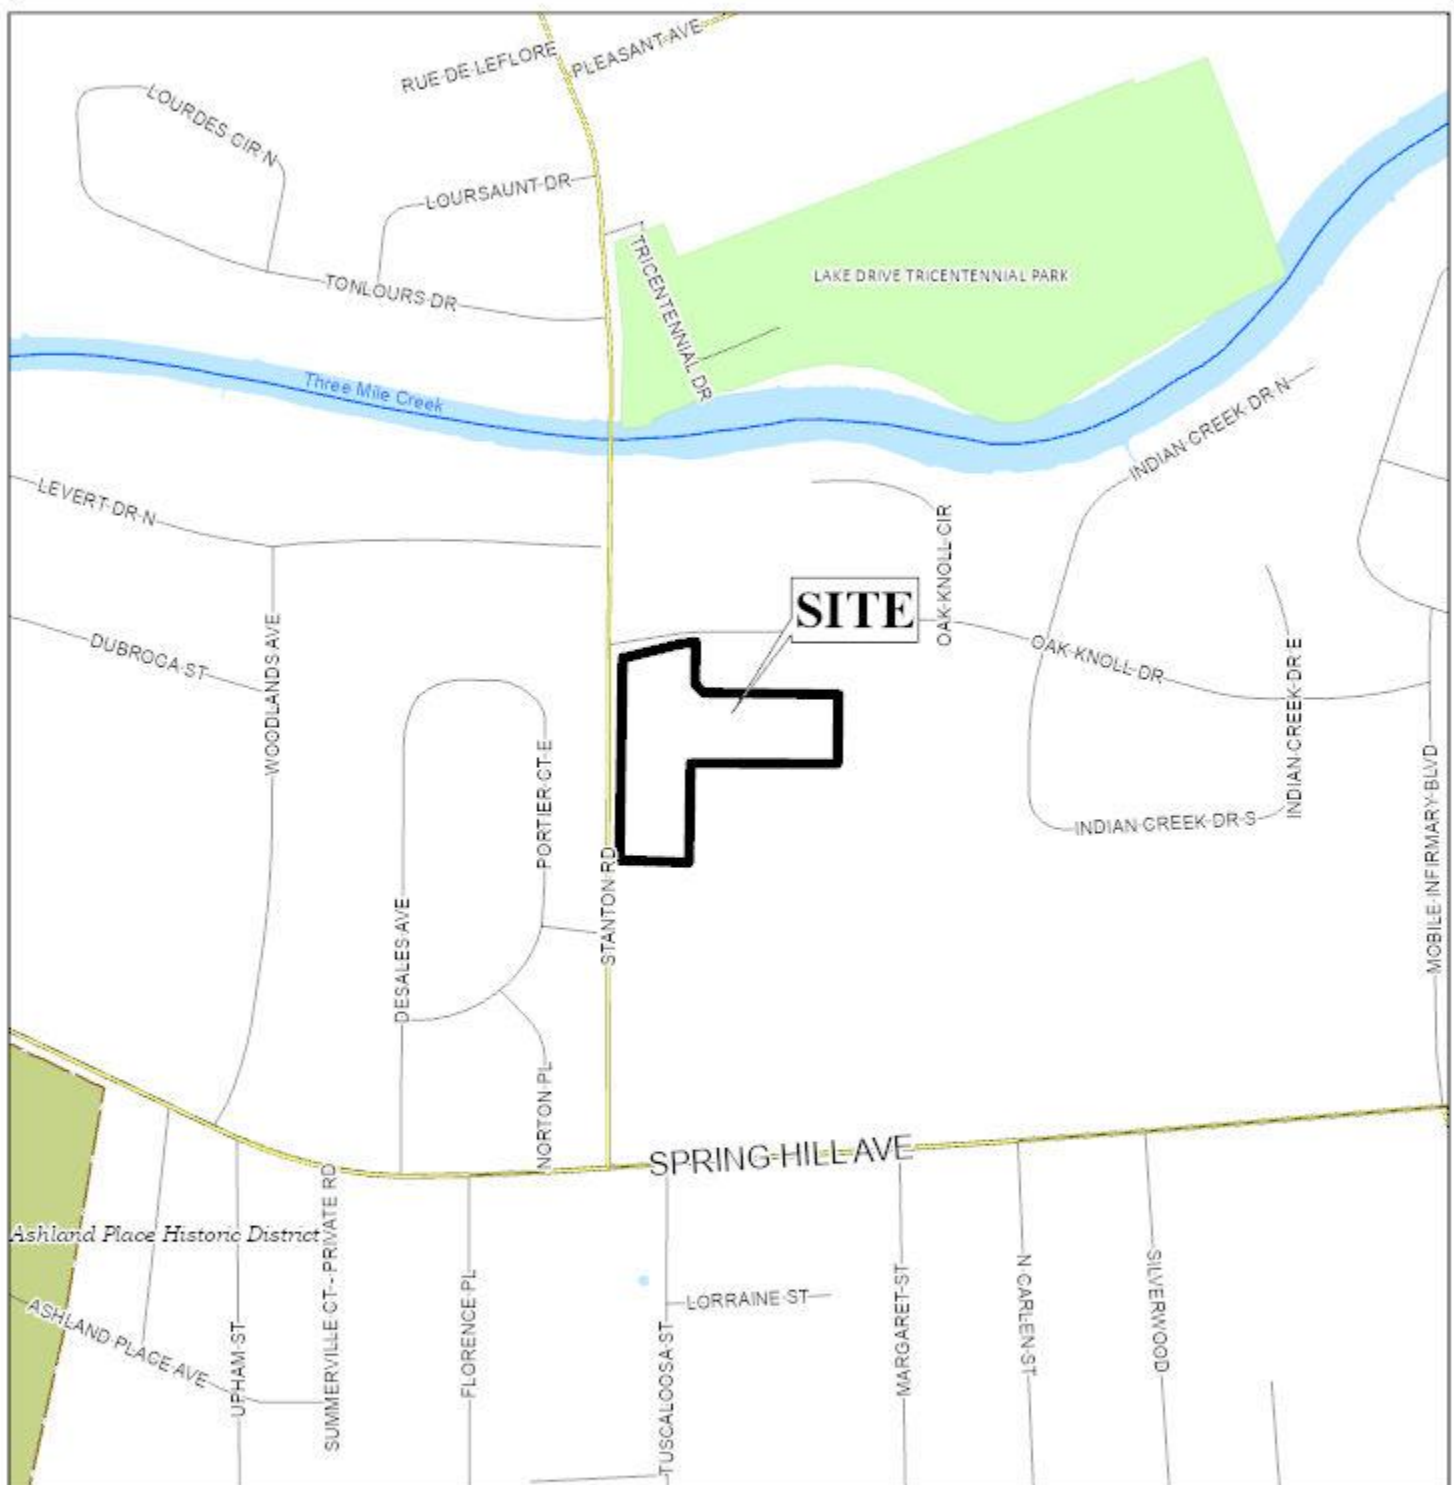 RUE DE LEFLORE
PLEASANT AVE
LOURDES CIR N
LOURSAUNT DR
TONLOURS DR
TRICENTENNIAL DR
LAKE DRIVE TRICENTENNIAL PARK
Three Mile Creek
INDIAN CREEK DR N
LEVERT DR N
OAK KNOLL CIR
SITE
DUBROCA ST
WOODLANDS AVE
OAK KNOLL DR
INDIAN CREEK DR E
PORTIER CT E
INDIAN CREEK DR S
MOBILE INFIRMARY BLVD
STANTON RD
DESALES AVE
NORTON PL
SPRING HILL AVE
Ashland Place Historic District
SUMMERVILLE CT - PRIVATE RD
ASHLAND PLACE AVE
UPHAM ST
FLORENCE PL
TUSCALOOSA ST
LORRAINE ST
MARGARET ST
N CARLEN ST
SILVERWOOD